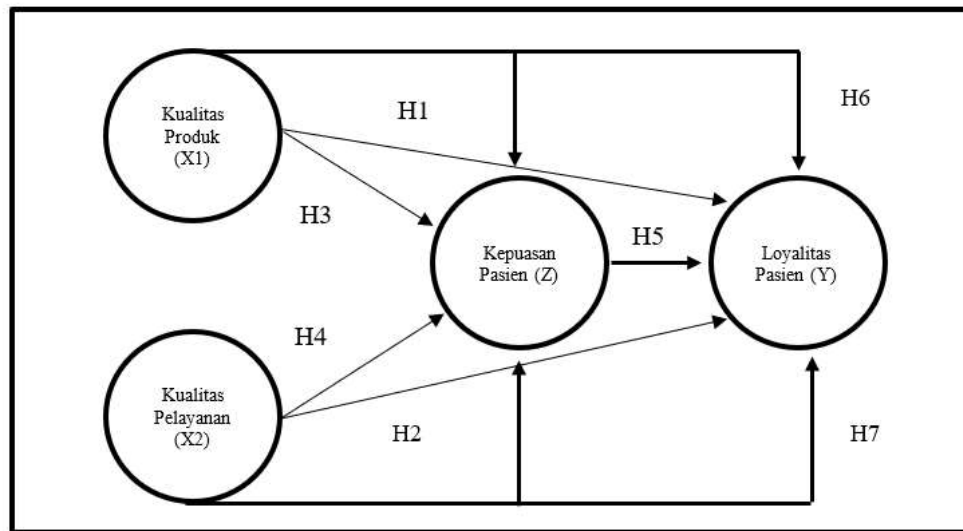 Kualitas
Produk
(X1)
H1
H6
H3
Kepuasan
Pasien (Z)
H5
Loyalitas
Pasien (Y)
H4
Kualitas
Pelayanan
(X2)
H2
H7